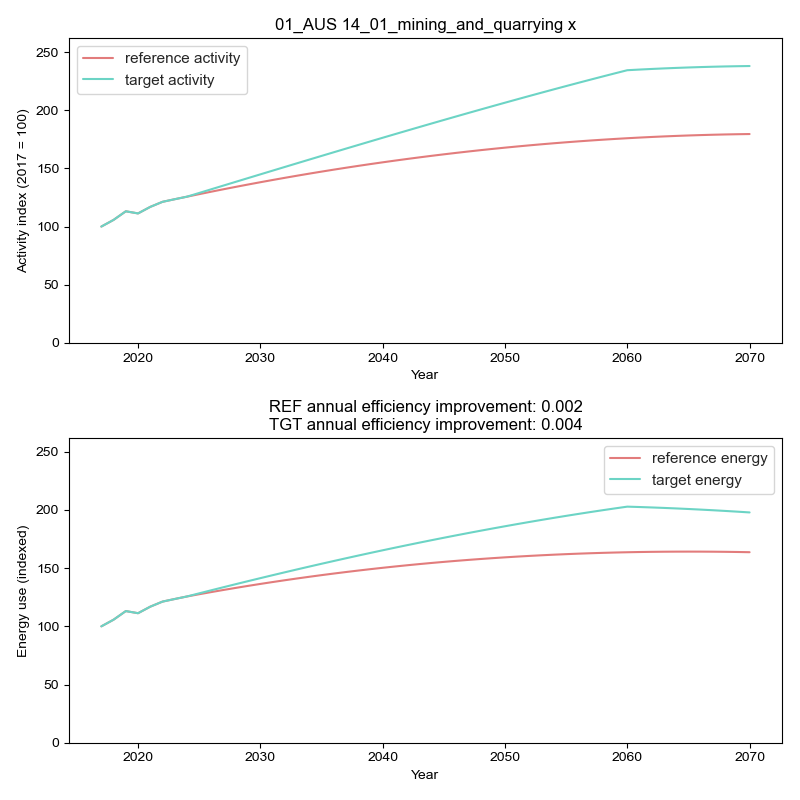 01_AUS 14_01_mining_and_quarrying x
reference activity
target activity
Activity index (2017 = 100)
250
200
150
100
50
0
2020 2030 2040 2050 2060 2070
Year
REF annual efficiency improvement: 0.002
TGT annual efficiency improvement: 0.004
reference energy
target energy
Energy use (indexed)
250
200
150
100
50
0
2020 2030 2040 2050 2060 2070
Year